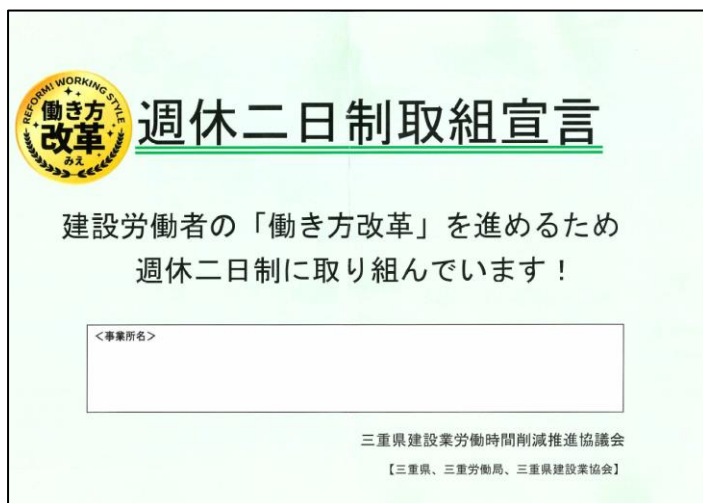 REFORM! WORKING STYLE
働き方
改革
みえ
週休二日制取組宣言
建設労働者の「働き方改革」を進めるため
週休二日制に取り組んでいます！
＜事業所名＞
三重県建設業労働時間削減推進協議会
【三重県、三重労働局、三重県建設業協会】